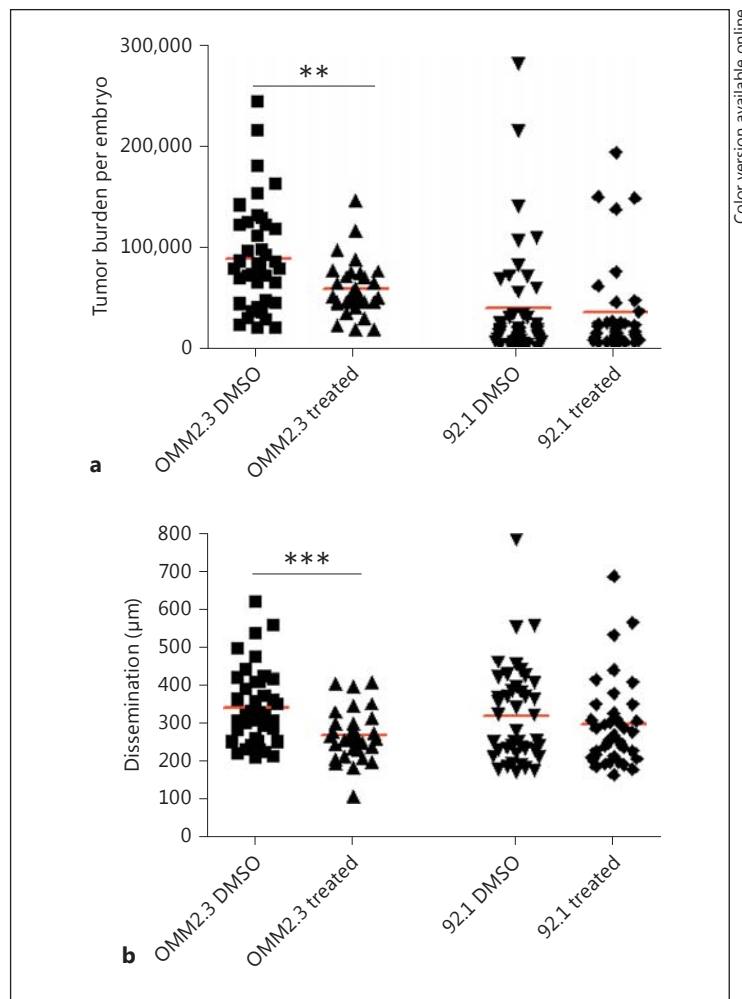 Color version available online
300,000
200,000
100,000
0
Tumor burden per embryo
**
OMM2.3 DMSO
OMM2.3 treated
92.1 DMSO
92.1 treated
a
800
700
600
500
400
300
200
100
0
Dissemination (µm)
***
OMM2.3 DMSO
OMM2.3 treated
92.1 DMSO
92.1 treated
b